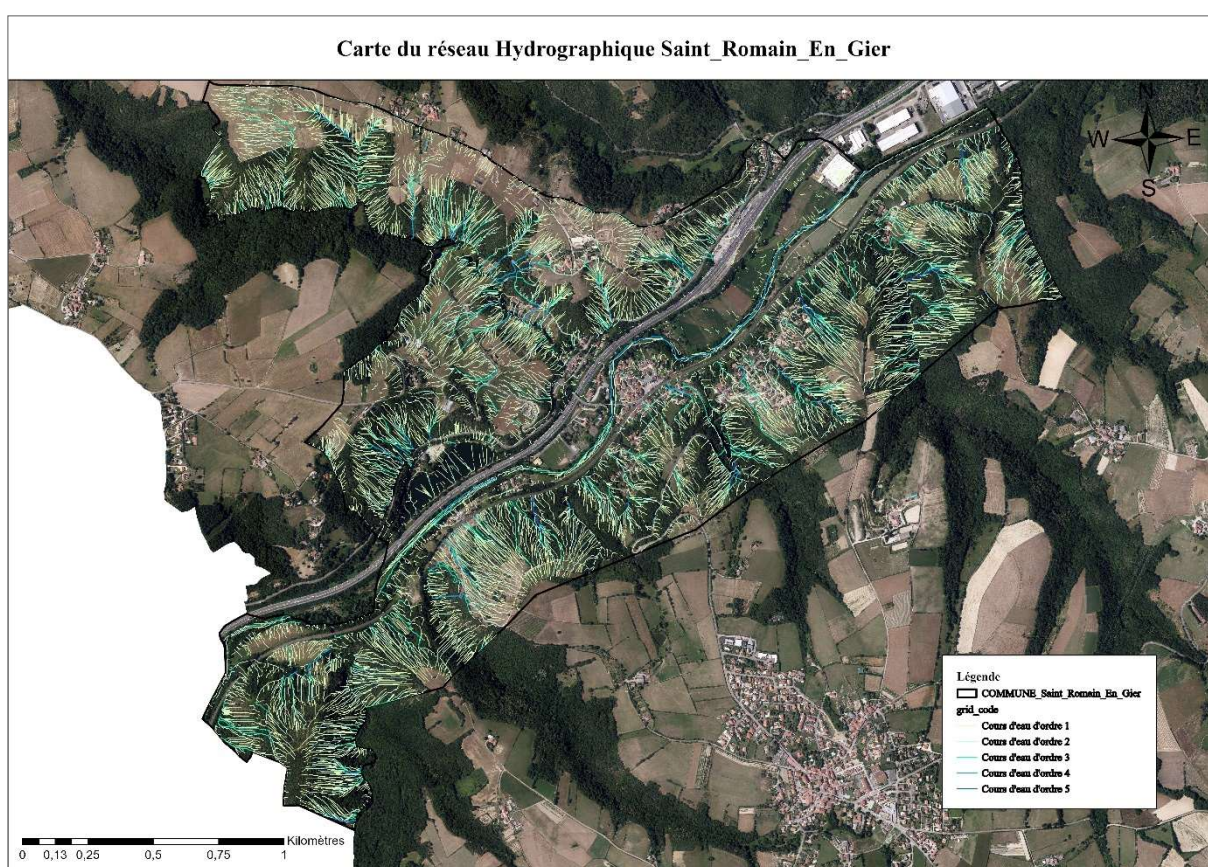 Carte du réseau Hydrographique Saint_Romain_En_Gier
N
W E
S
Légende
COMMUNE_Saint_Romain_En_Gier
grid_code
Cours d'eau d'ordre 1
Cours d'eau d'ordre 2
Cours d'eau d'ordre 3
Cours d'eau d'ordre 4
Cours d'eau d'ordre 5
Kilomètres
0 0,13 0,25 0,5 0,75 1